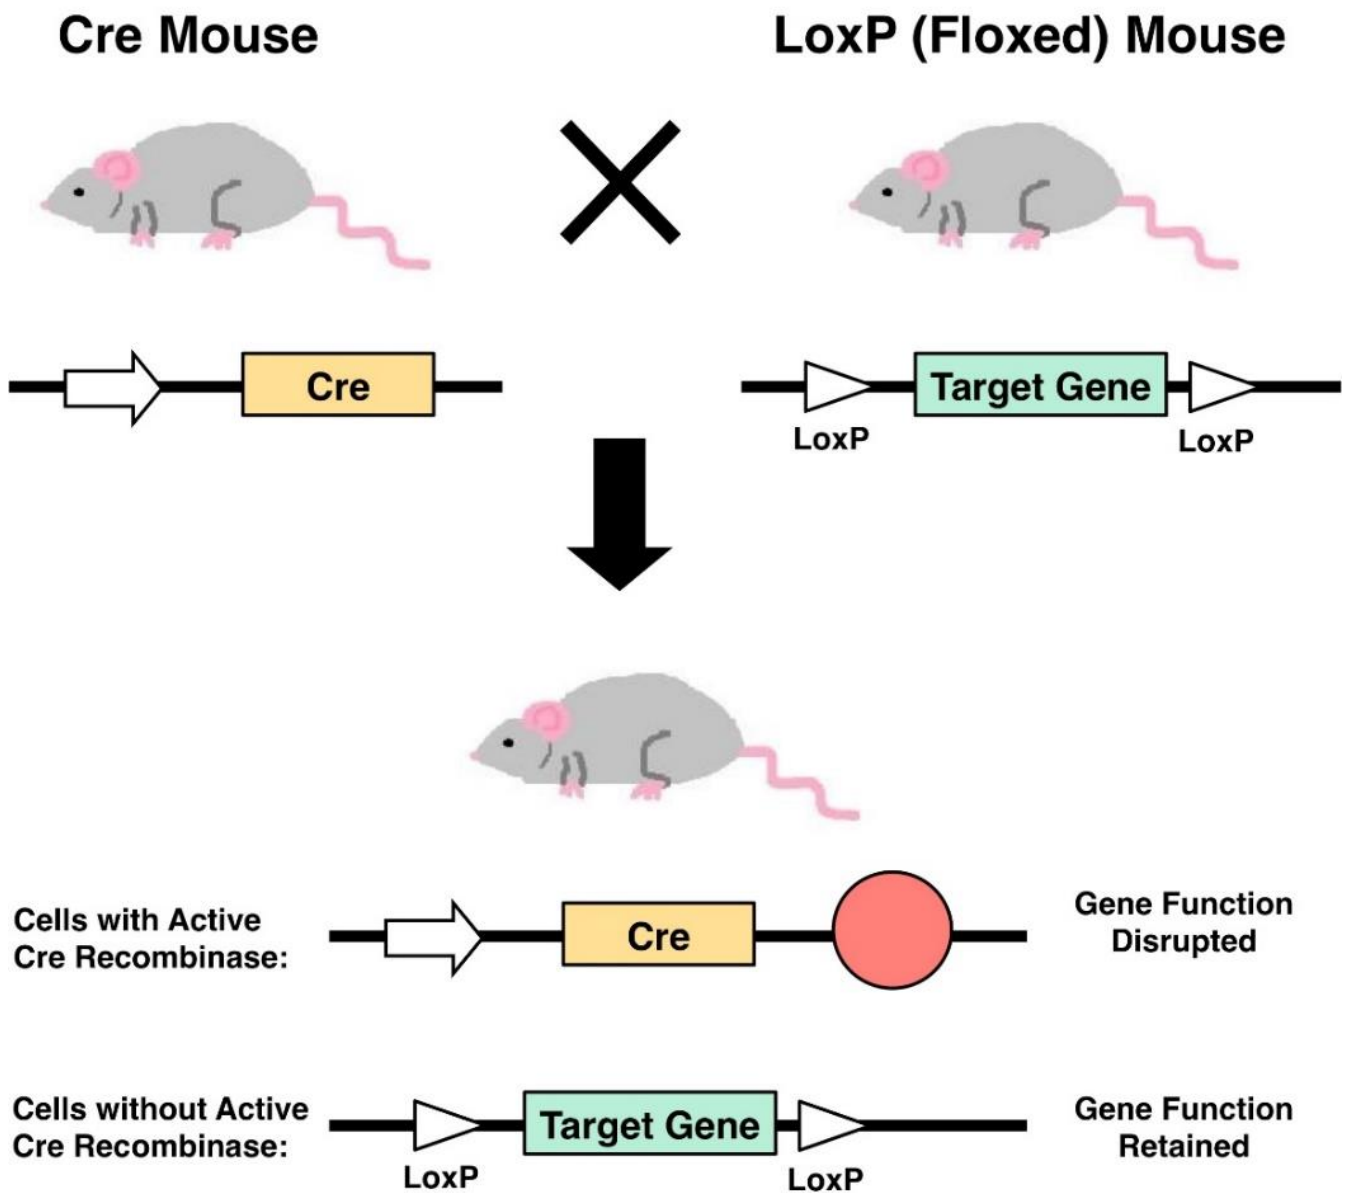 Cre Mouse
LoxP (Floxed) Mouse
Cre
Target Gene
LoxP
LoxP
Cells with Active
Cre Recombinase:
Cre
Gene Function
Disrupted
Cells without Active
Cre Recombinase:
Target Gene
LoxP
LoxP
Gene Function
Retained